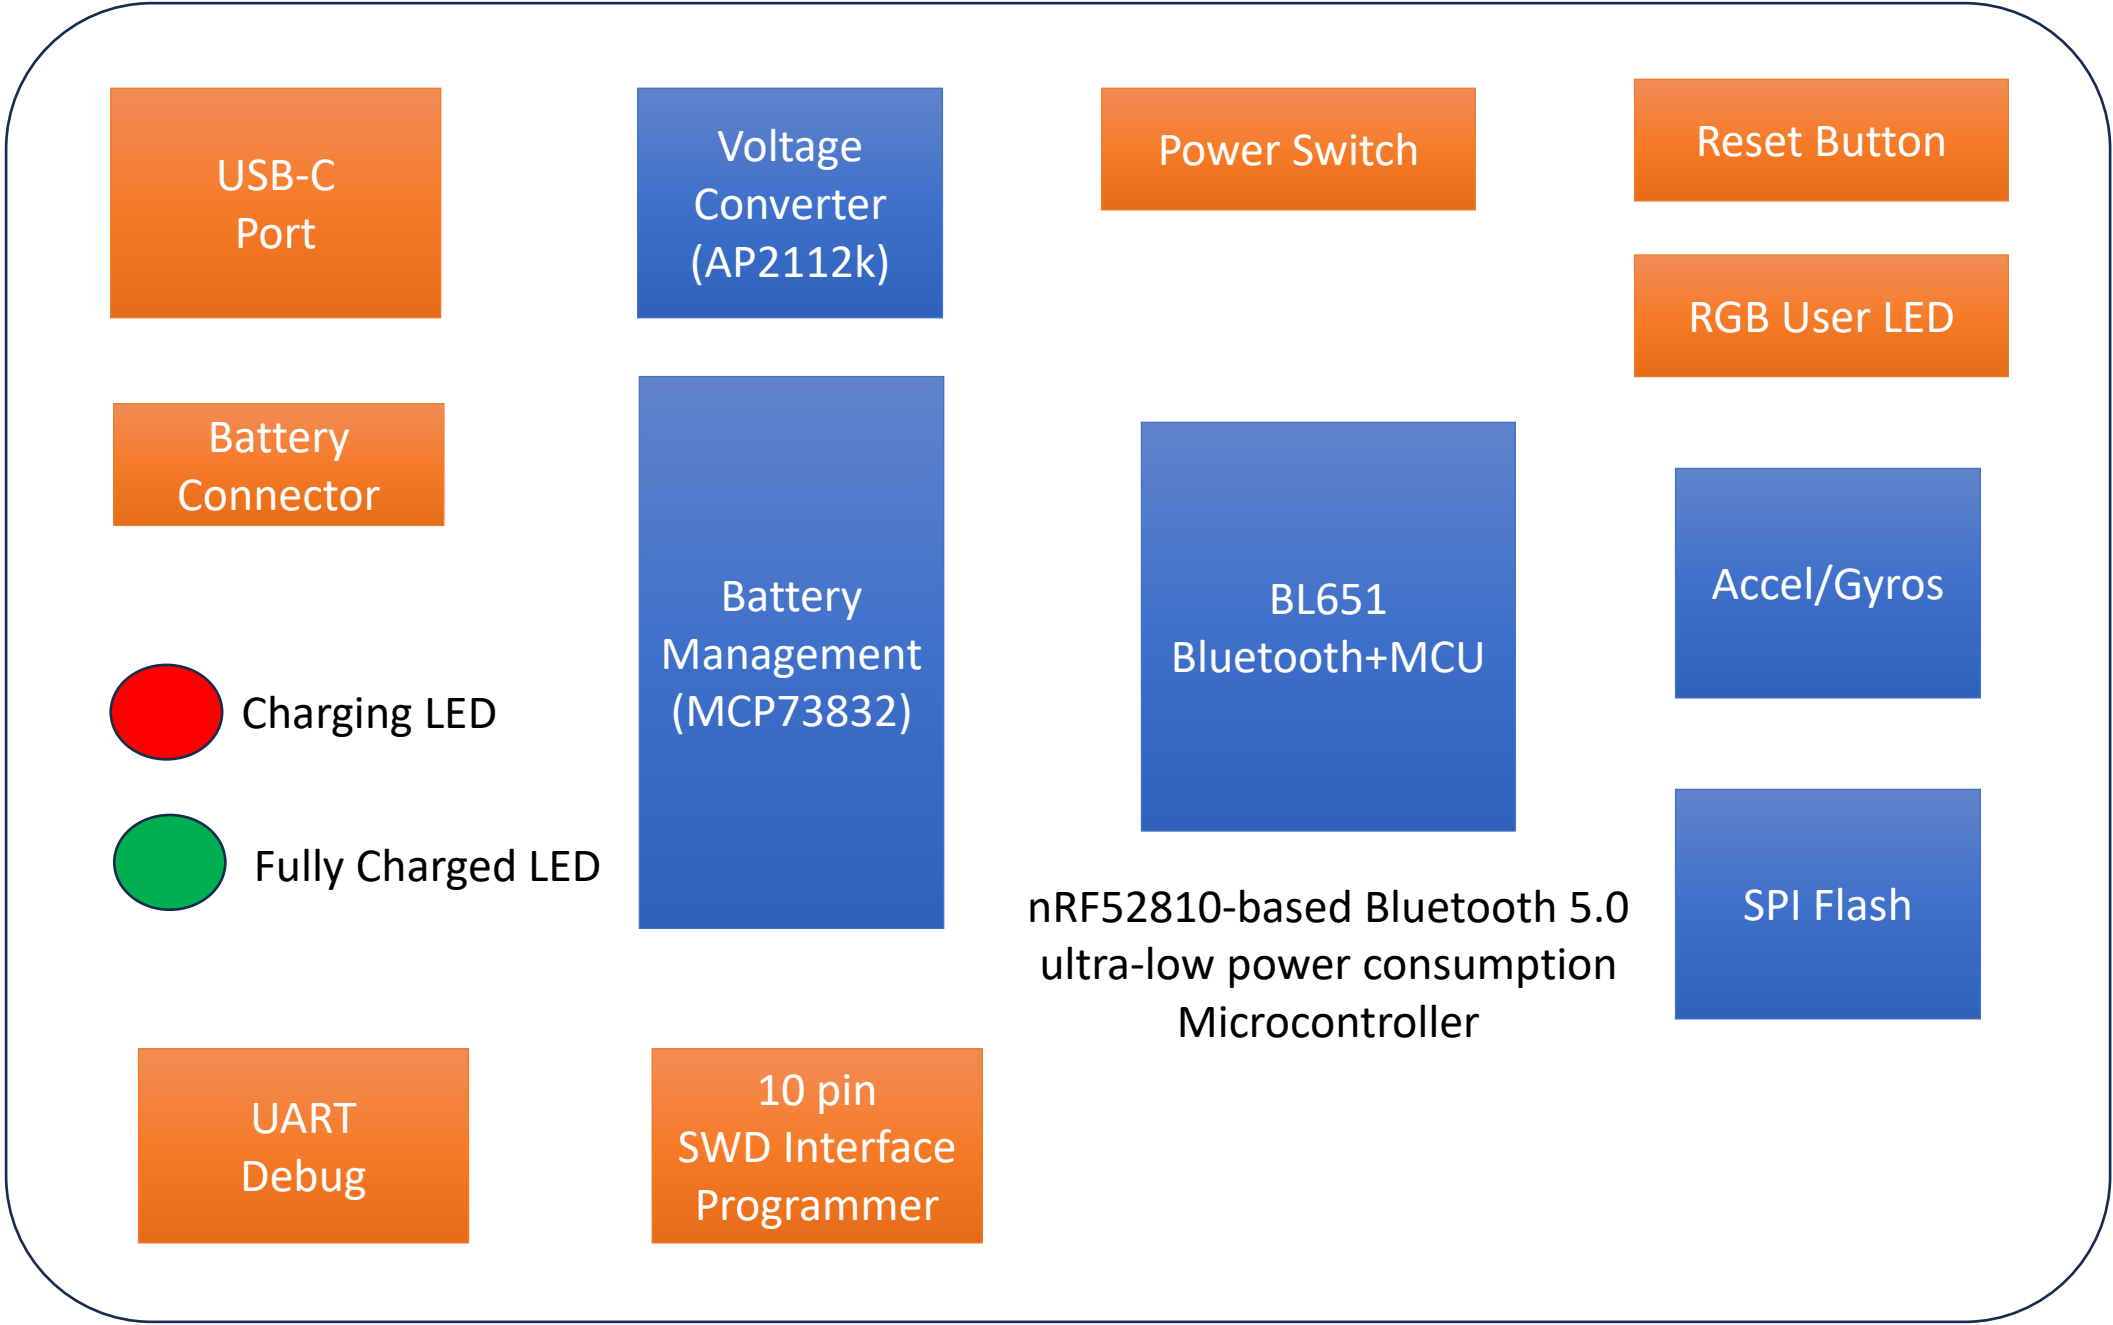 USB-C
Port
Voltage
Converter
(AP2112k)
Power Switch
Reset Button
RGB User LED
Battery
Connector
Battery
Management
(MCP73832)
BL651
Bluetooth+MCU
Accel/Gyros
Charging LED
Fully Charged LED
nRF52810-based Bluetooth 5.0
ultra-low power consumption
Microcontroller
SPI Flash
UART
Debug
10 pin
SWD Interface
Programmer